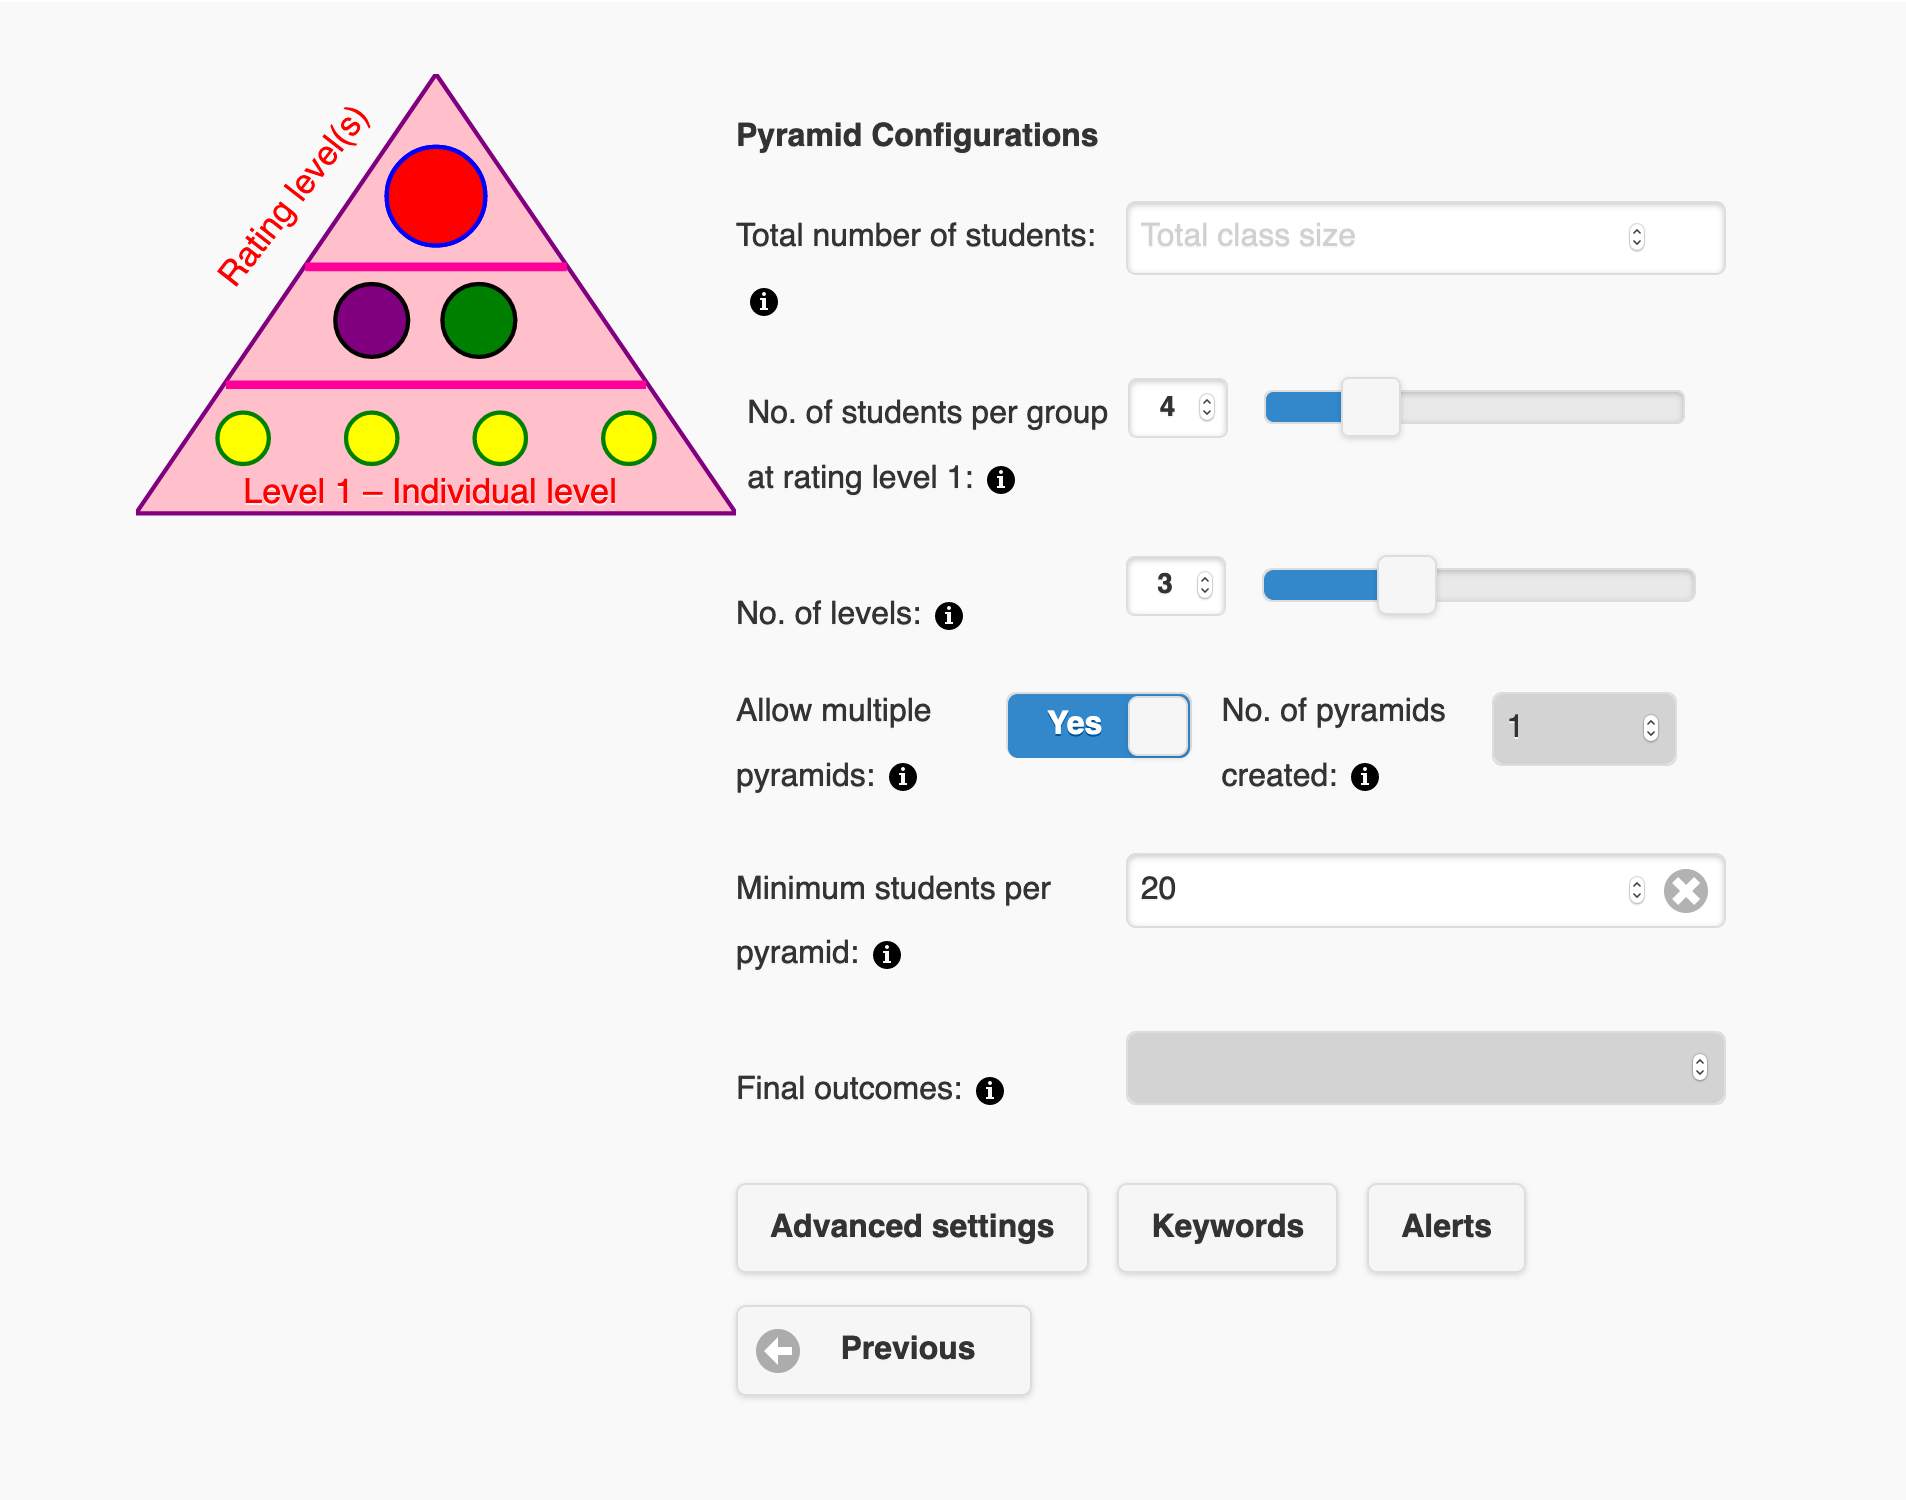 Rating level(s)
Level 1 – Individual level
Pyramid Configurations
Total number of students:
Total class size
No. of students per group
at rating level 1:
4
No. of levels:
3
Allow multiple
pyramids:
Yes
No. of pyramids
created:
1
Minimum students per
pyramid:
20
Final outcomes:
Advanced settings
Keywords
Alerts
Previous